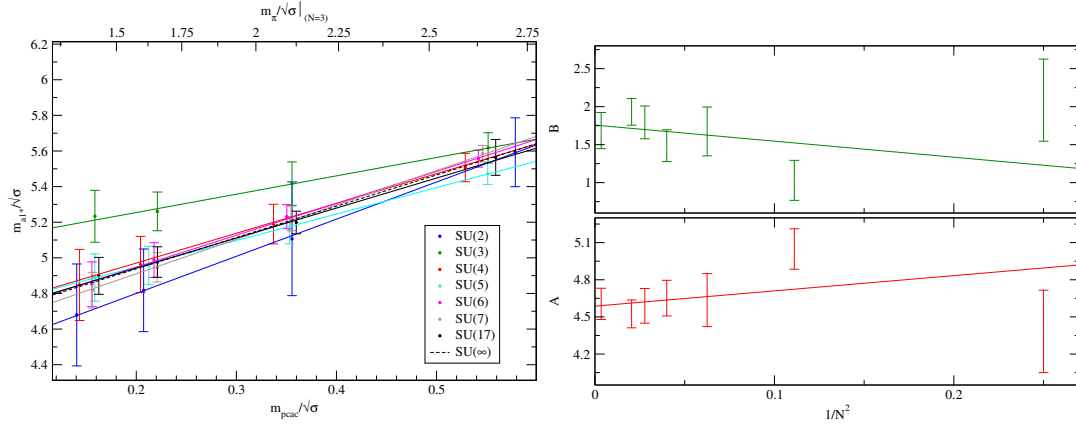 m_π/√σ|_(N=3)
1.5 1.75 2 2.25 2.5 2.75
6.2
6
5.8
5.6
5.4
5.2
5
4.8
4.6
4.4
m_a1*/√σ
0.2 0.3 0.4 0.5
m_pcac/√σ
SU(2)
SU(3)
SU(4)
SU(5)
SU(6)
SU(7)
SU(17)
SU(∞)
B
2.5
2
1.5
1
A
5.1
4.8
4.5
4.2
0 0.1 0.2
1/N²